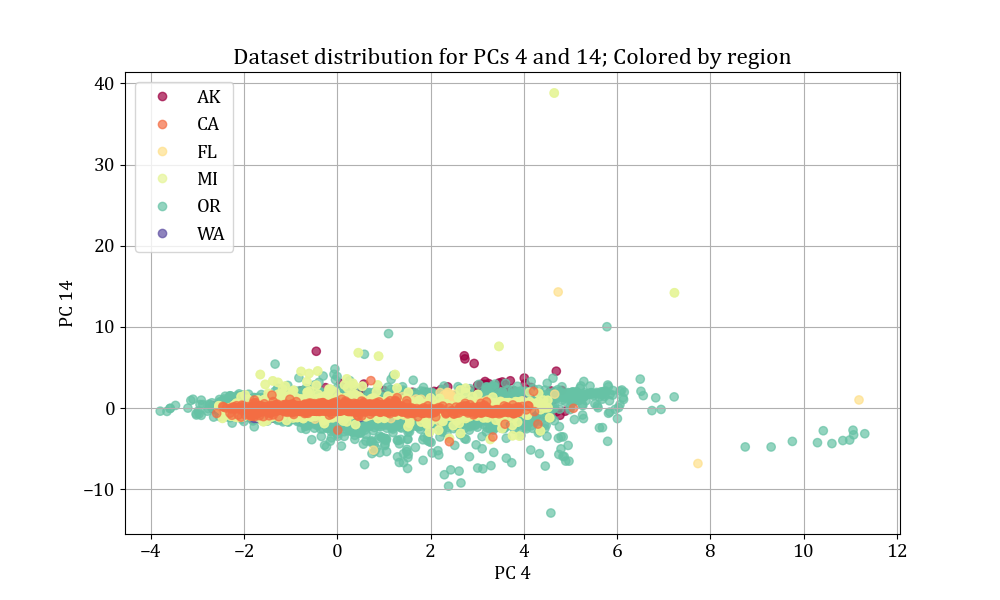 Dataset distribution for PCs 4 and 14; Colored by region
40
30
20
10
0
−10
PC 14
AK
CA
FL
MI
OR
WA
−4
−2
0
2
4
6
8
10
12
PC 4